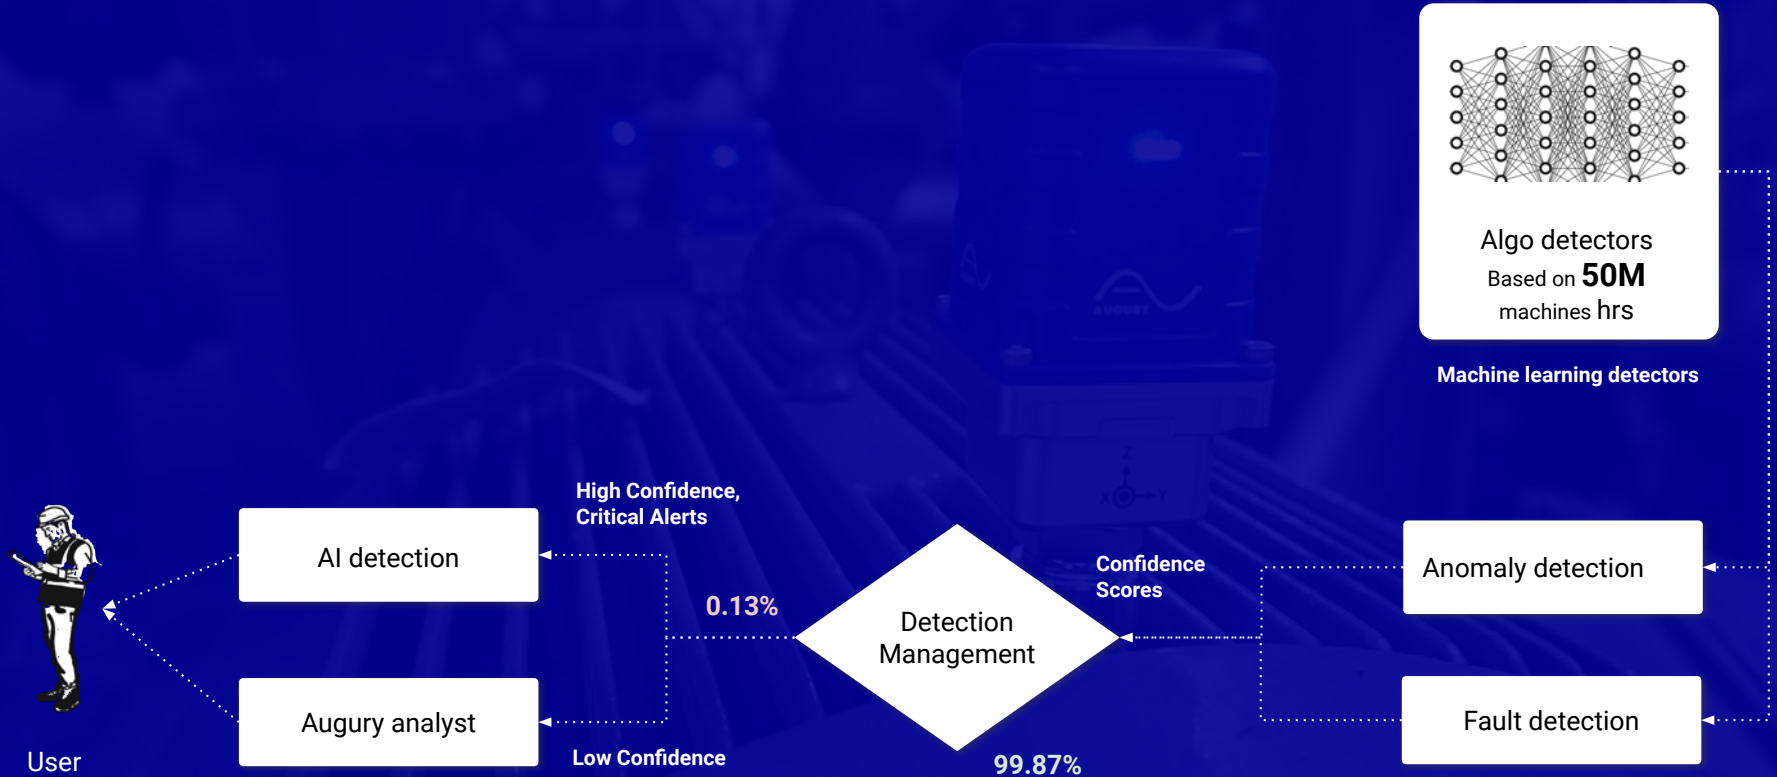 Algo detectors
Based on 50M
machines hrs
Machine learning detectors
AUGURY
Z
X
Y
High Confidence,
Critical Alerts
AI detection
0.13%
Detection
Management
Confidence
Scores
Anomaly detection
Augury analyst
Low Confidence
99.87%
Fault detection
User